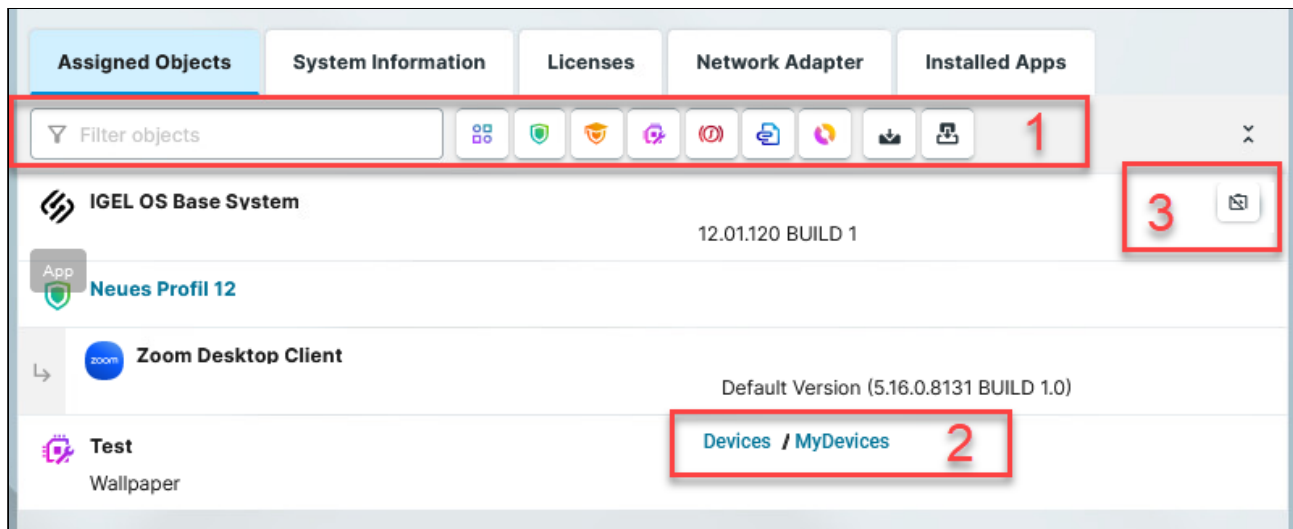 Assigned Objects System Information Licenses Network Adapter Installed Apps
Filter objects 1
IGEL OS Base System 3
12.01.120 BUILD 1
App
Neues Profil 12
zoom Zoom Desktop Client
Default Version (5.16.0.8131 BUILD 1.0)
Test Devices / MyDevices 2
Wallpaper